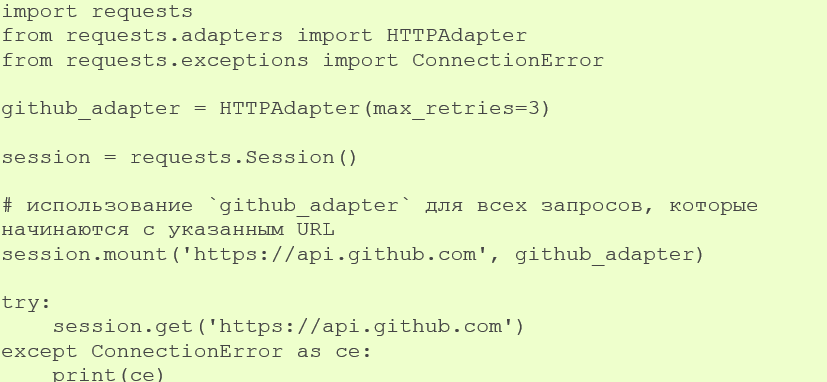 import requests
from requests.adapters import HTTPAdapter
from requests.exceptions import ConnectionError
github_adapter = HTTPAdapter(max_retries=3)
session = requests.Session()
# использование `github_adapter` для всех запросов, которые
начинаются с указанным URL
session.mount('https://api.github.com', github_adapter)
try:
    session.get('https://api.github.com')
except ConnectionError as ce:
    print(ce)